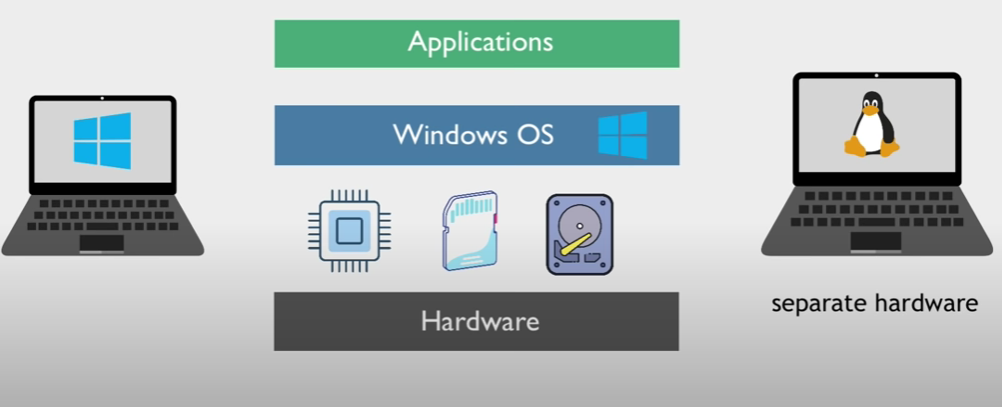 Applications
Windows OS
Hardware
separate hardware